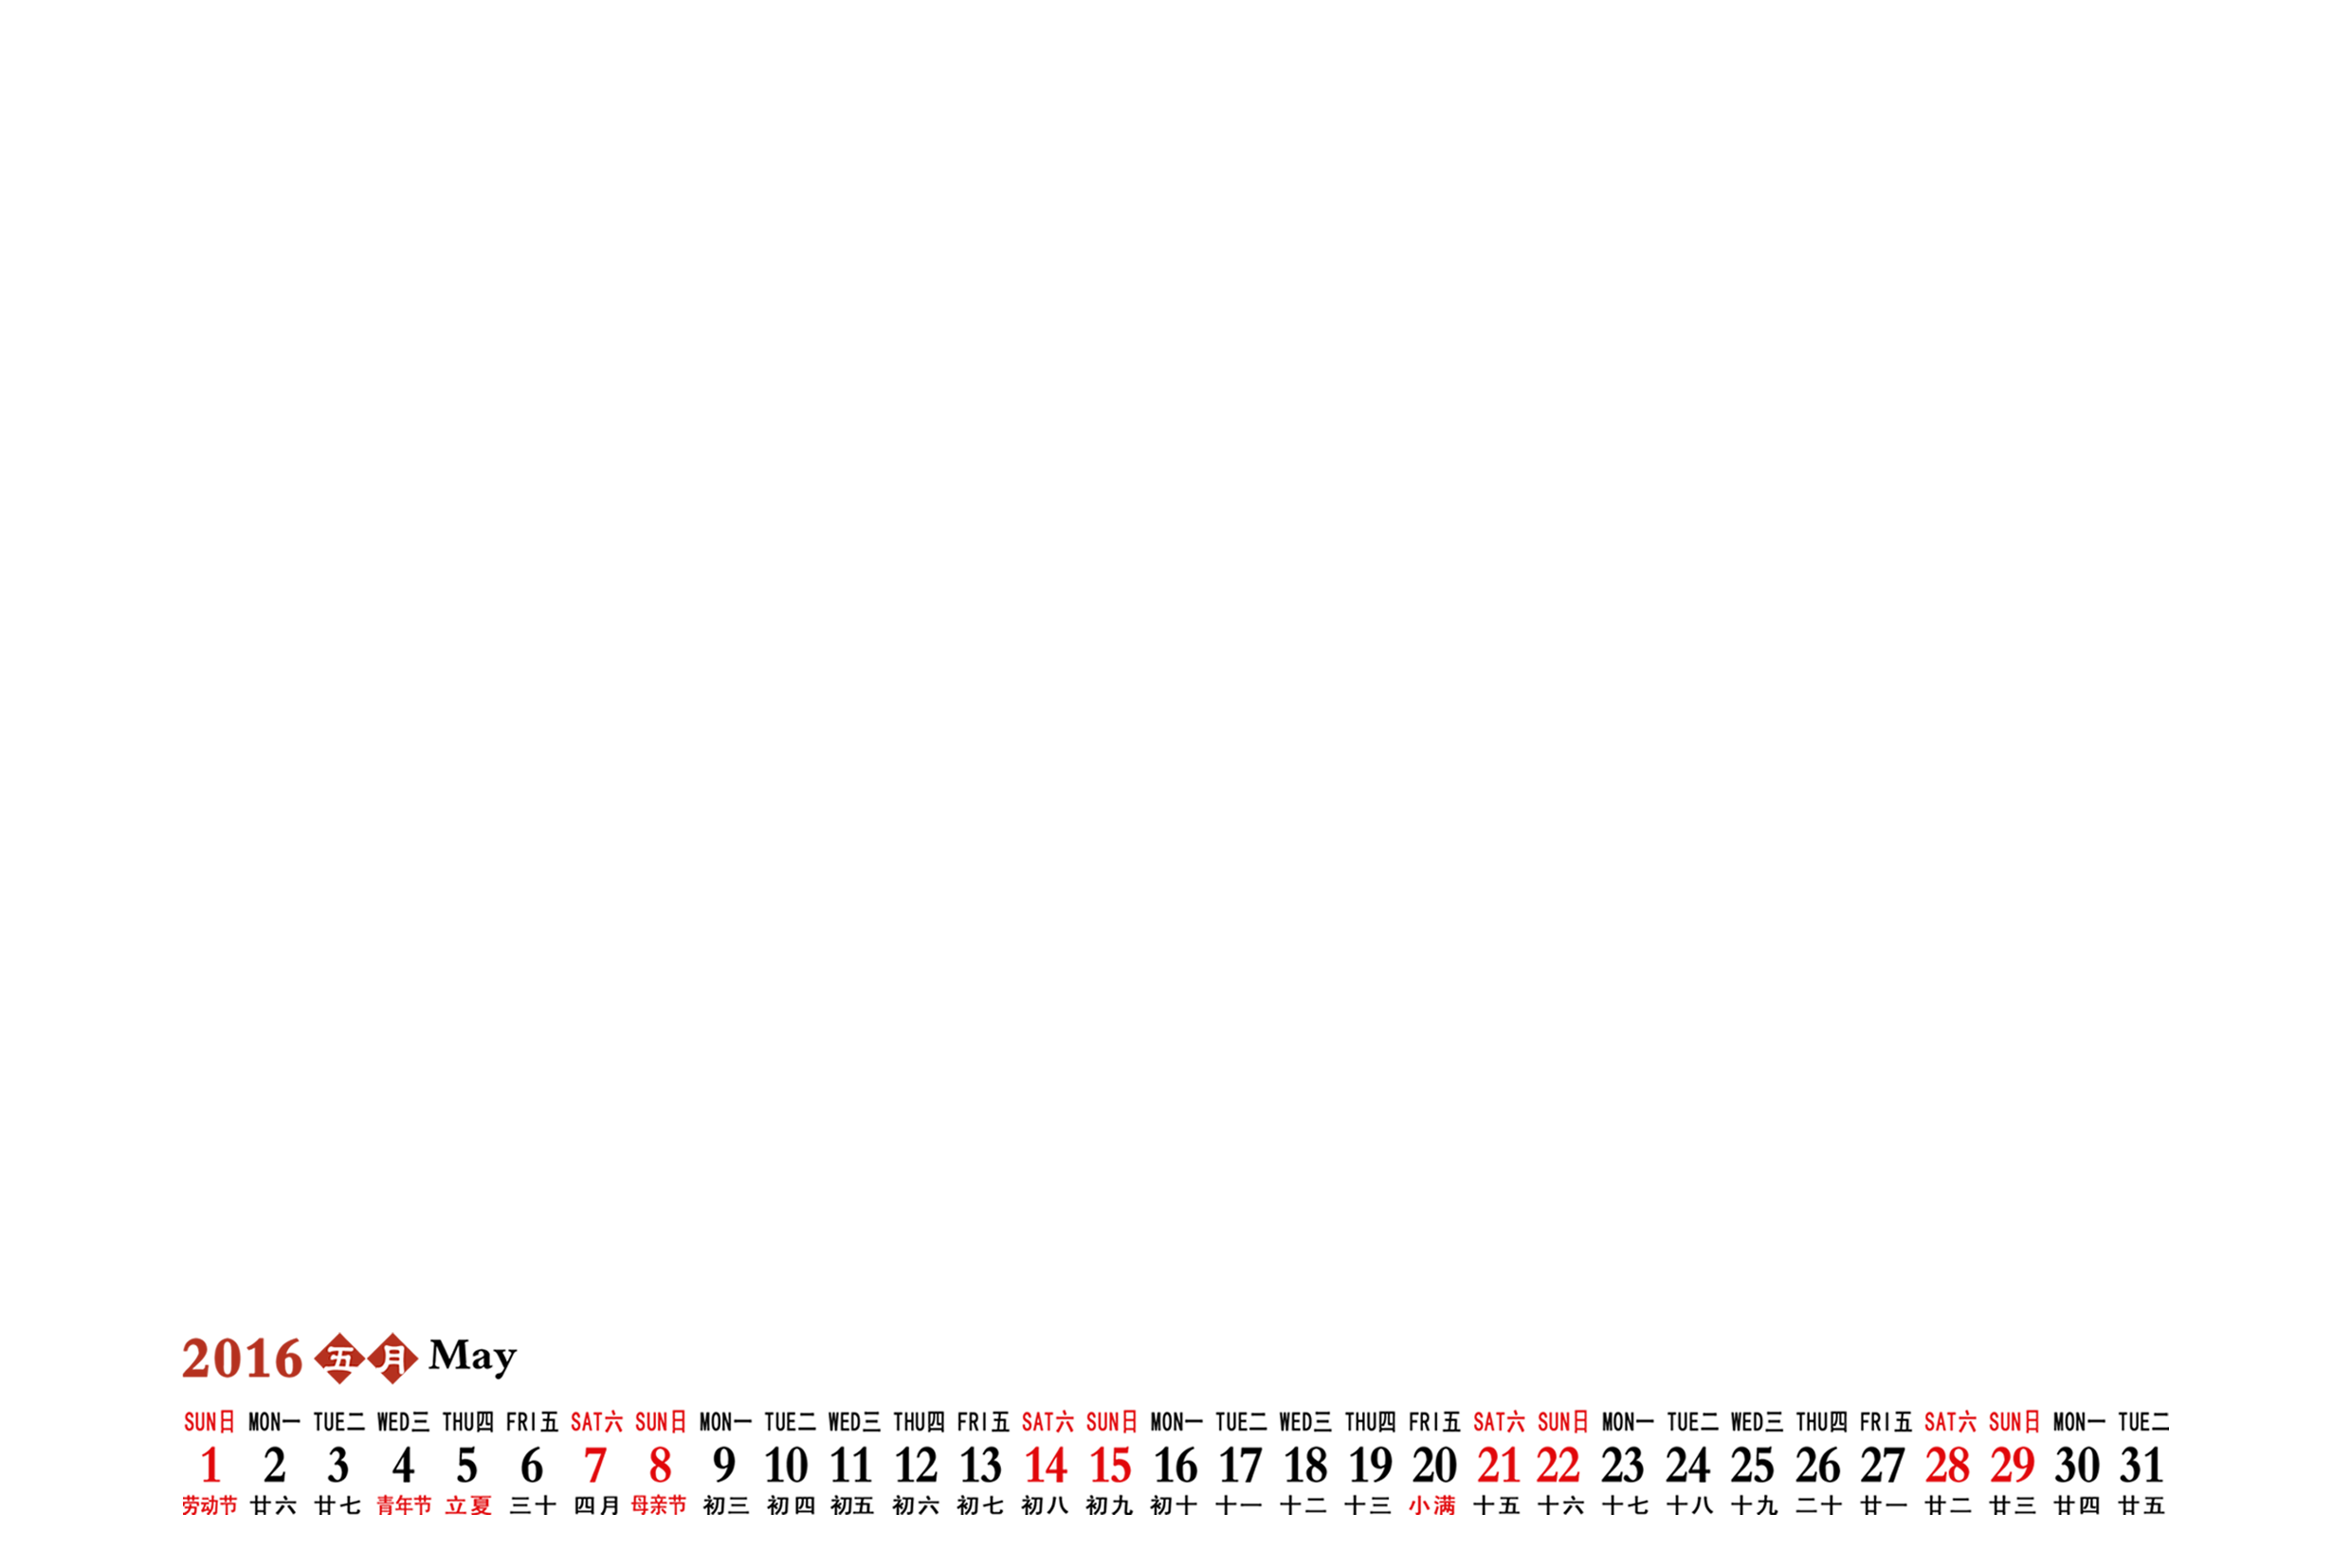 2016 五月 May
SUN日 MON一 TUE二 WED三 THU四 FRI五 SAT六 SUN日 MON一 TUE二 WED三 THU四 FRI五 SAT六 SUN日 MON一 TUE二 WED三 THU四 FRI五 SAT六 SUN日 MON一 TUE二 WED三 THU四 FRI五 SAT六 SUN日 MON一 TUE二
1 2 3 4 5 6 7 8 9 10 11 12 13 14 15 16 17 18 19 20 21 22 23 24 25 26 27 28 29 30 31
劳动节 廿六 廿七 青年节 立夏 三十 四月 母亲节 初三 初四 初五 初六 初七 初八 初九 初十 十一 十二 十三 小满 十五 十六 十七 十八 十九 二十 廿一 廿二 廿三 廿四 廿五